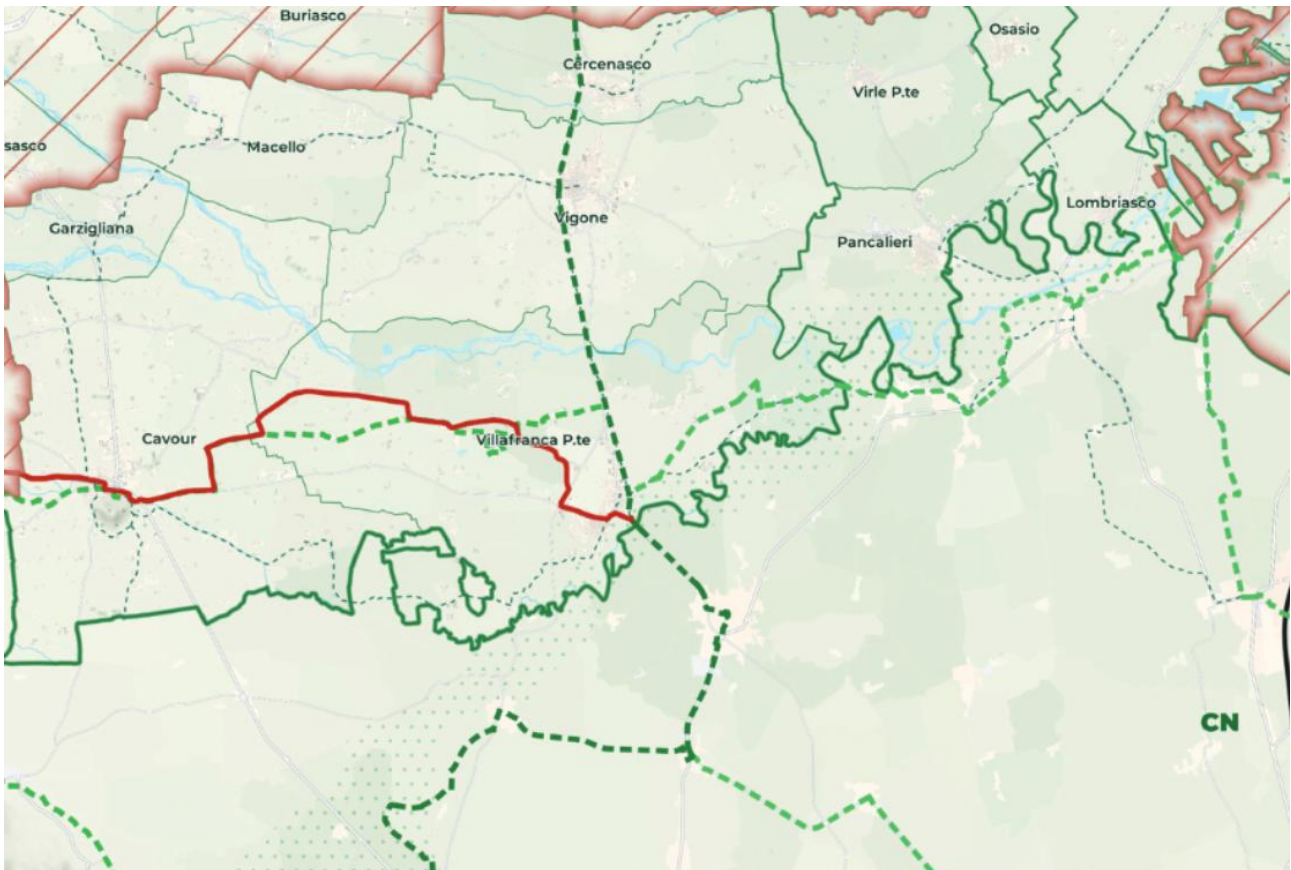 Buriasco
Osasio
Cercenasco
Virle P.te
sasco
Macello
Lombriasco
Garzigliana
Vigone
Pancalieri
Cavour
Villafranca P.te
CN